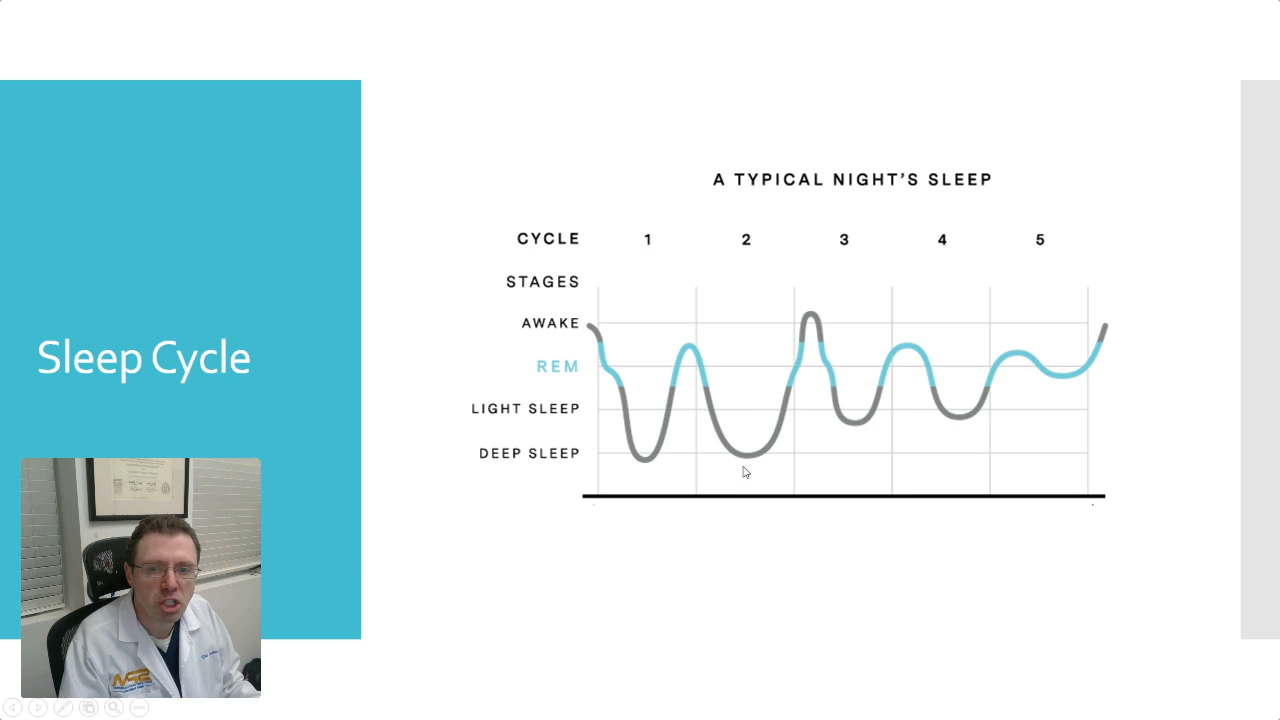 Sleep Cycle
A TYPICAL NIGHT’S SLEEP
CYCLE 1 2 3 4 5
STAGES
AWAKE
REM
LIGHT SLEEP
DEEP SLEEP